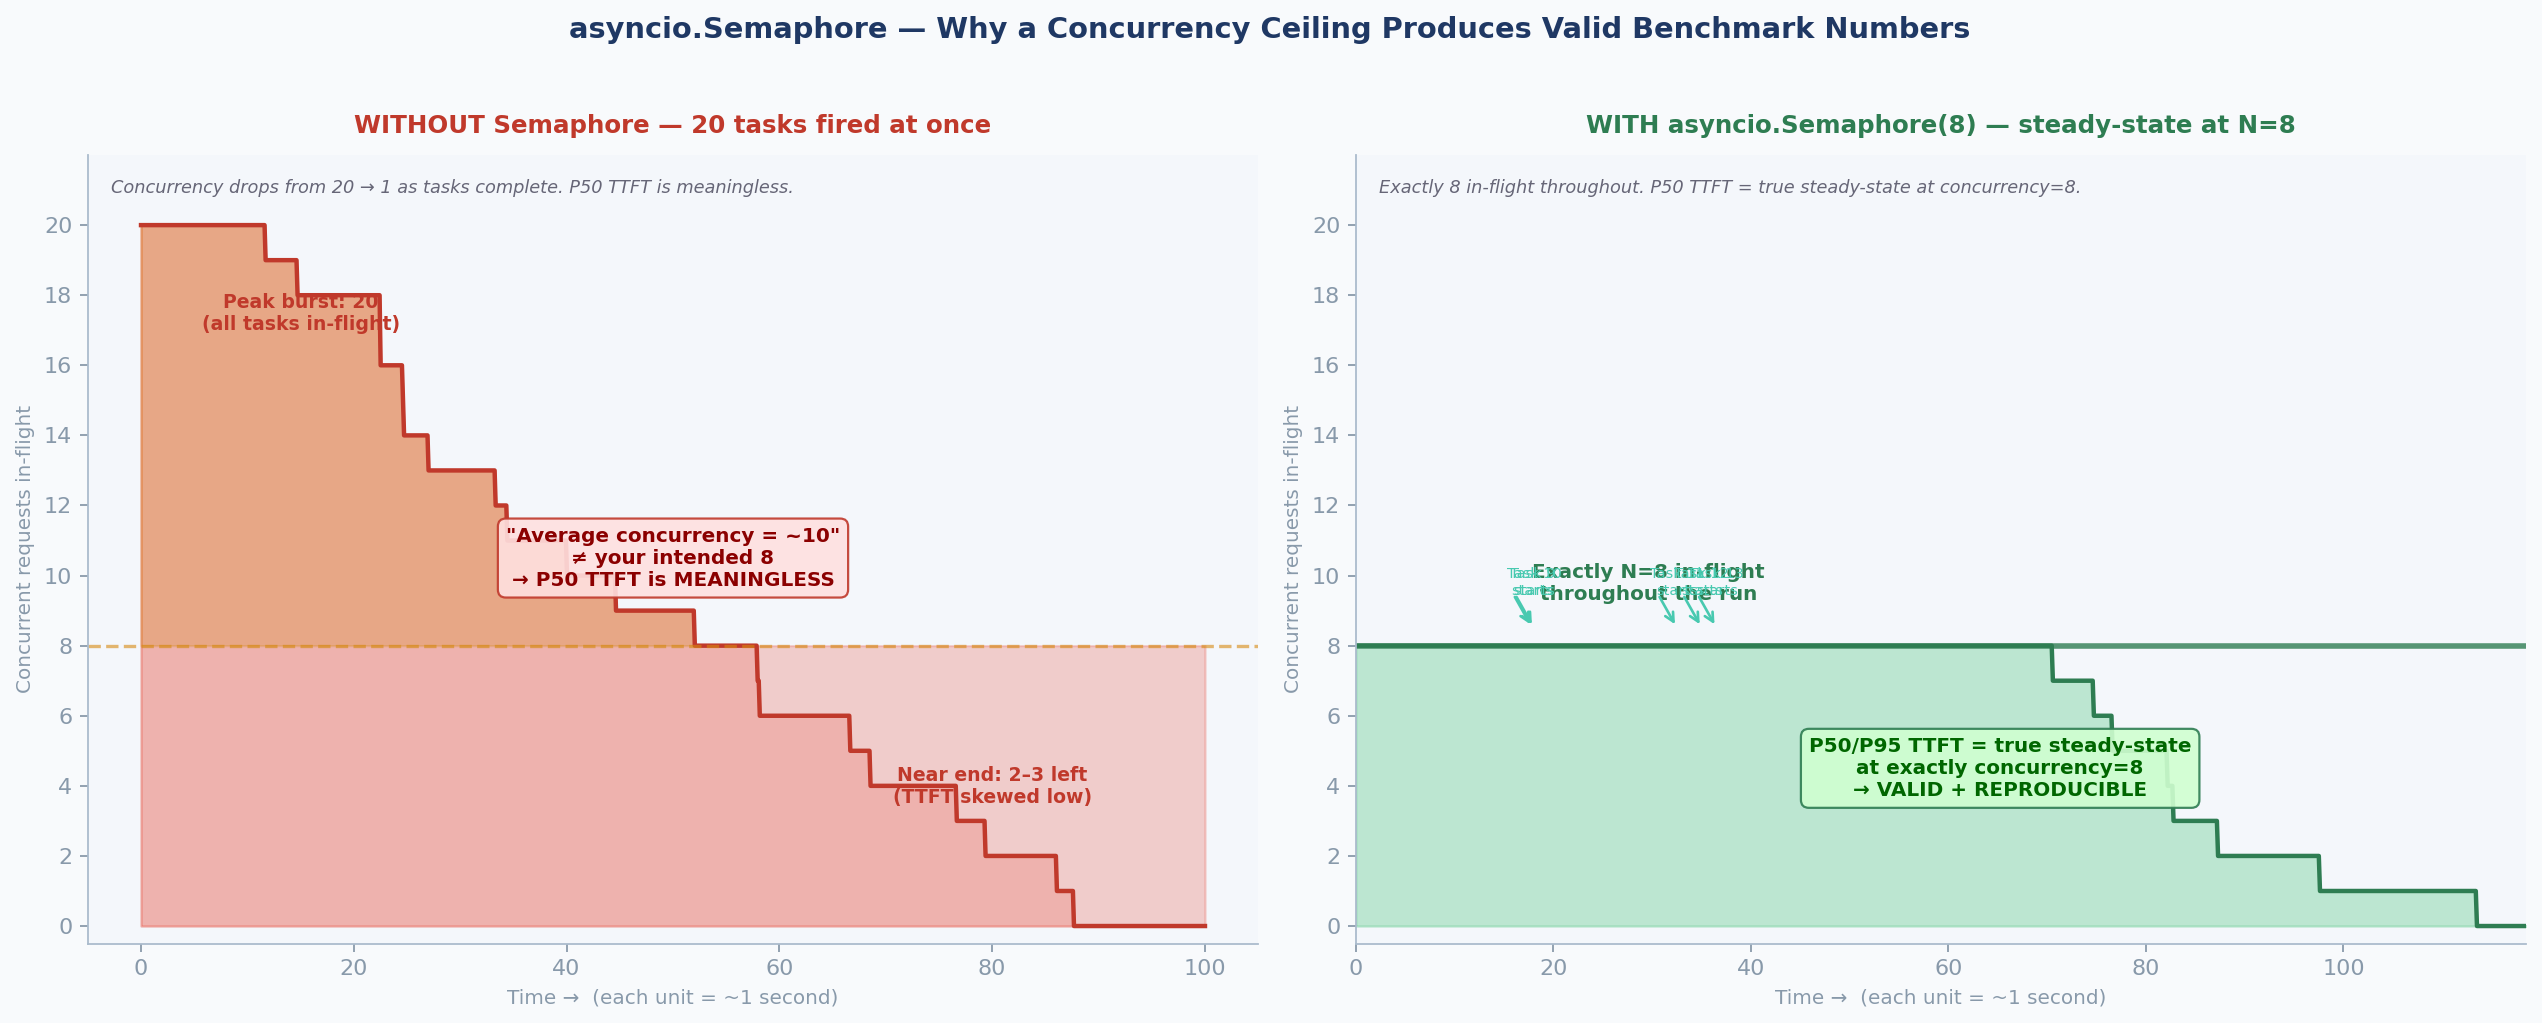 asyncio.Semaphore — Why a Concurrency Ceiling Produces Valid Benchmark Numbers
WITHOUT Semaphore — 20 tasks fired at once
Concurrency drops from 20 → 1 as tasks complete. P50 TTFT is meaningless.
Concurrent requests in-flight
20
18
16
14
12
10
8
6
4
2
0
Peak burst: 20
(all tasks in-flight)
"Average concurrency = ~10"
≠ your intended 8
→ P50 TTFT is MEANINGLESS
Near end: 2–3 left
(TTFT skewed low)
0 20 40 60 80 100
Time → (each unit = ~1 second)
WITH asyncio.Semaphore(8) — steady-state at N=8
Exactly 8 in-flight throughout. P50 TTFT = true steady-state at concurrency=8.
Concurrent requests in-flight
20
18
16
14
12
10
8
6
4
2
0
Exactly N=8 in-flight
throughout the run
P50/P95 TTFT = true steady-state
at exactly concurrency=8
→ VALID + REPRODUCIBLE
0 20 40 60 80 100
Time → (each unit = ~1 second)